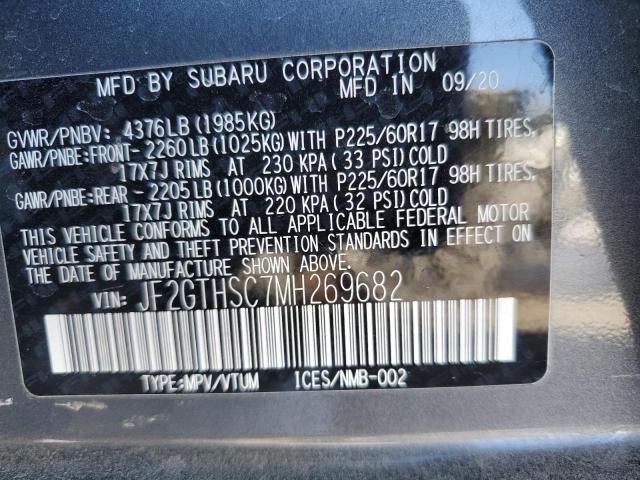 MFD BY SUBARU CORPORATION
MFD IN 09/20
GVWR/PNBV: 4376LB(1985KG)
GAWR/PNBE:FRONT-2260LB(1025KG)WITH P225/60R17 98H TIRES,
17X7J RIMS AT 230 KPA(33 PSI)COLD
GAWR/PNBE:REAR-2205LB(1000KG)WITH P225/60R17 98H TIRES,
17X7J RIMS AT 220 KPA(32 PSI)COLD
THIS VEHICLE CONFORMS TO ALL APPLICABLE FEDERAL MOTOR
VEHICLE SAFETY AND THEFT PREVENTION STANDARDS IN EFFECT ON
THE DATE OF MANUFACTURE SHOWN ABOVE.
VIN: JF2GTHSC7MH269682
TYPE:MPV/VTUM ICES/NMB-002